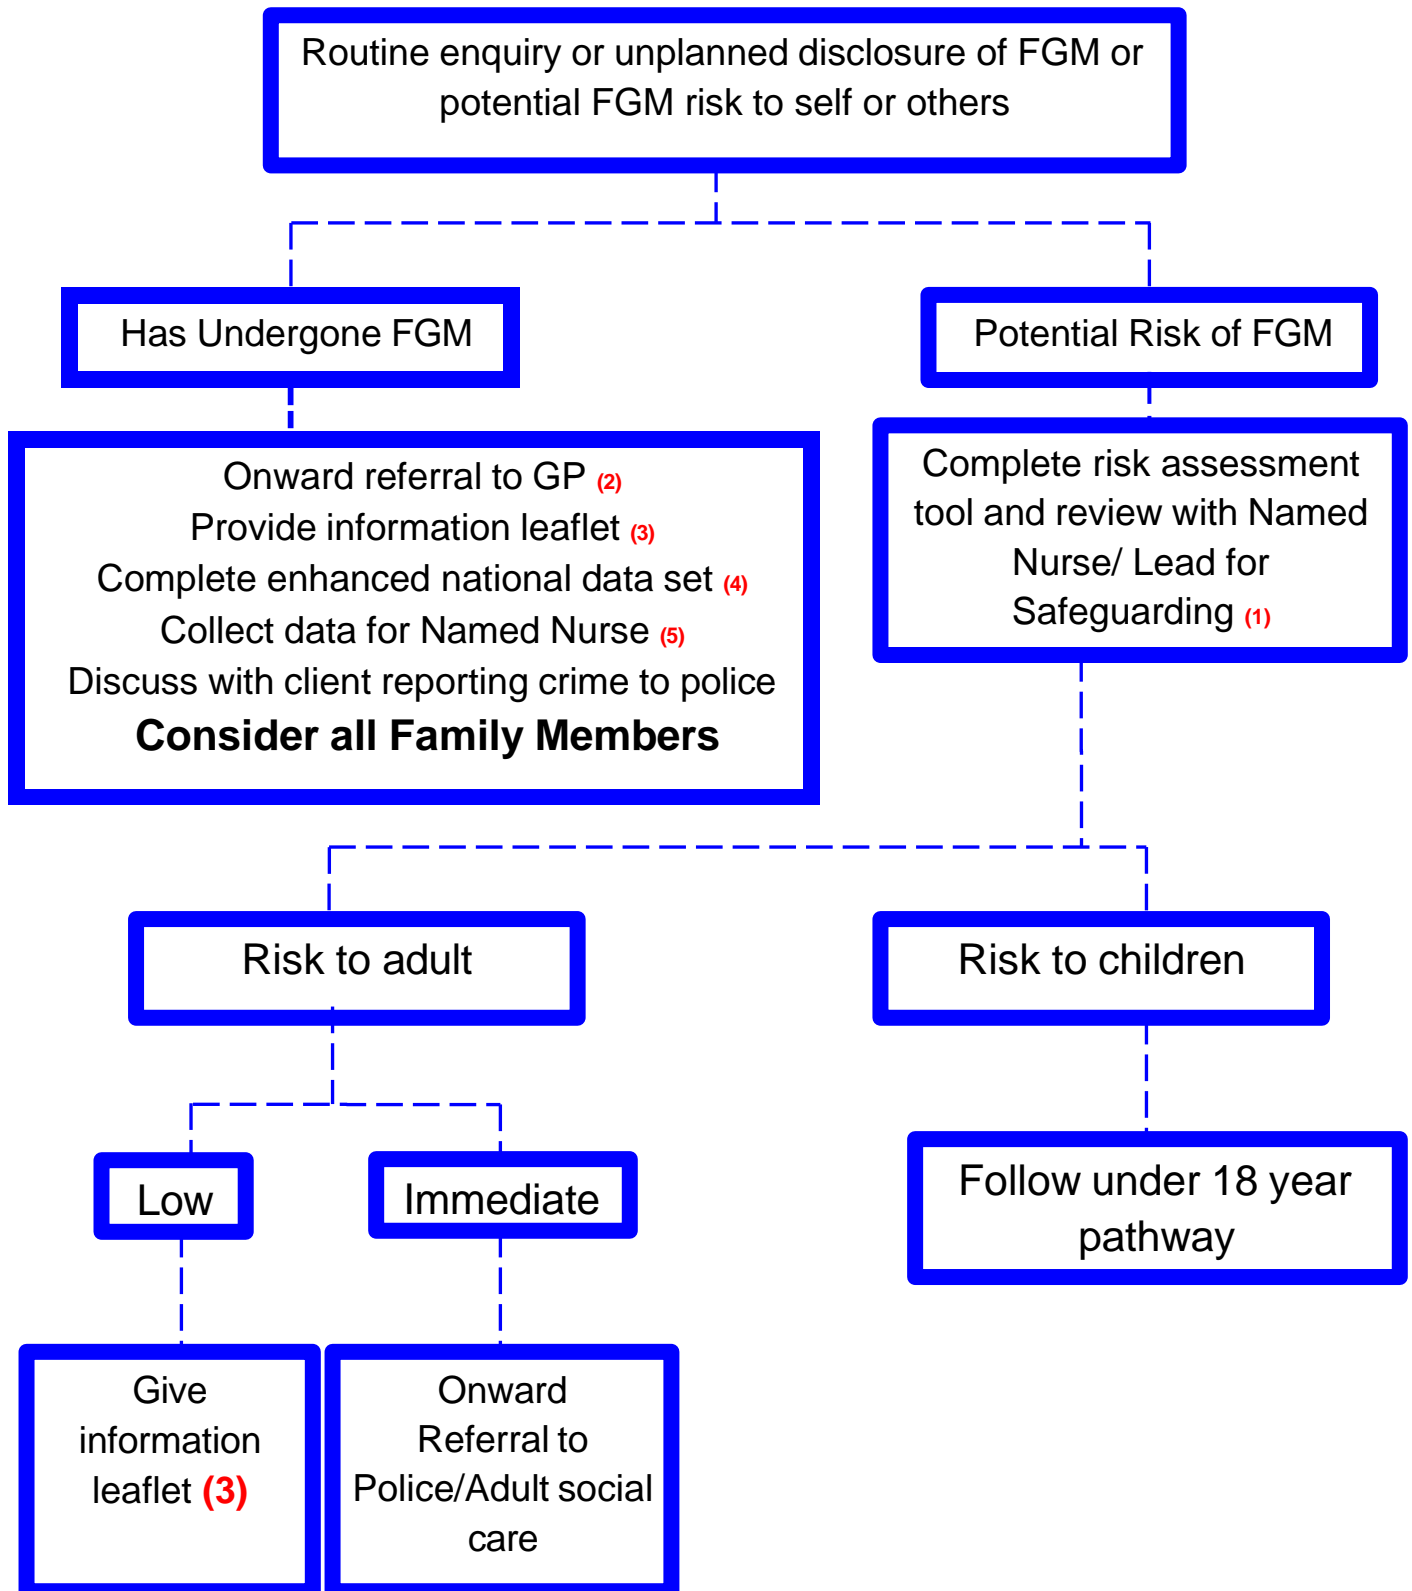 Routine enquiry or unplanned disclosure of FGM or
potential FGM risk to self or others
Has Undergone FGM
Potential Risk of FGM
Onward referral to GP (2)
Provide information leaflet (3)
Complete enhanced national data set (4)
Collect data for Named Nurse (5)
Discuss with client reporting crime to police
Consider all Family Members
Complete risk assessment
tool and review with Named
Nurse/ Lead for
Safeguarding (1)
Risk to adult
Risk to children
Low
Immediate
Follow under 18 year
pathway
Give
information
leaflet (3)
Onward
Referral to
Police/Adult social
care